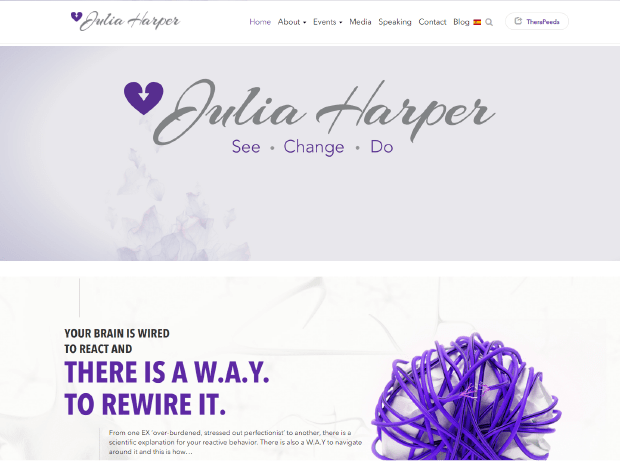 Julia Harper
Home About Events Media Speaking Contact Blog TheraPeeds
Julia Harper
See • Change • Do
YOUR BRAIN IS WIRED
TO REACT AND
THERE IS A W.A.Y.
TO REWIRE IT.
From one EX 'over-burdened, stressed out perfectionist' to another, there is a
scientific explanation for your reactive behavior. There is also a W.A.Y to navigate
around it and this is how...